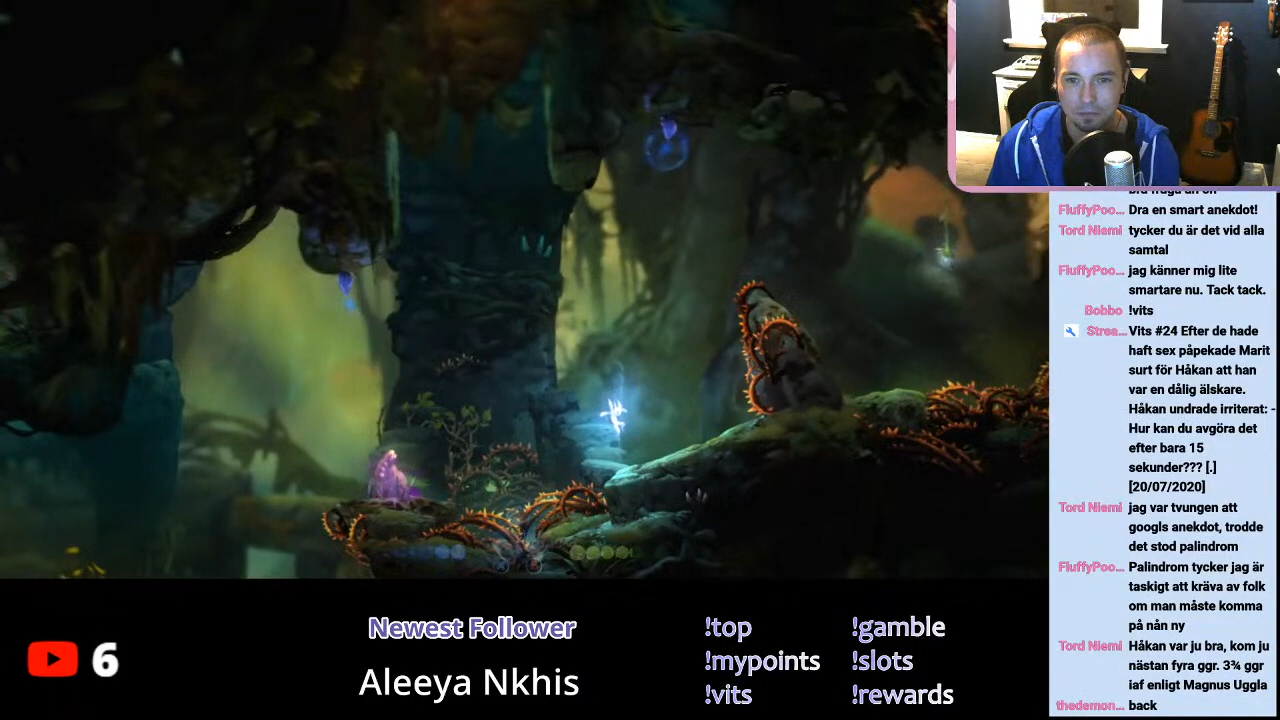 FluffyPoo... Dra en smart anekdot!
Tord Niemi tycker du är det vid alla
samtal
FluffyPoo... jag känner mig lite
smartare nu. Tack tack.
Bobbo !vits
Strea... Vits #24 Efter de hade
haft sex påpekade Marit
surt för Håkan att han
var en dålig älskare.
Håkan undrade irriterat: -
Hur kan du avgöra det
efter bara 15
sekunder??? [.]
[20/07/2020]
Tord Niemi jag var tvungen att
googls anekdot, trodde
det stod palindrom
FluffyPoo... Palindrom tycker jag är
taskigt att kräva av folk
om man måste komma
på nån ny
Tord Niemi Håkan var ju bra, kom ju
nästan fyra ggr. 3¾ ggr
iaf enligt Magnus Uggla
thedemon... back
6
Newest Follower
Aleeya Nkhis
!top
!mypoints
!vits
!gamble
!slots
!rewards